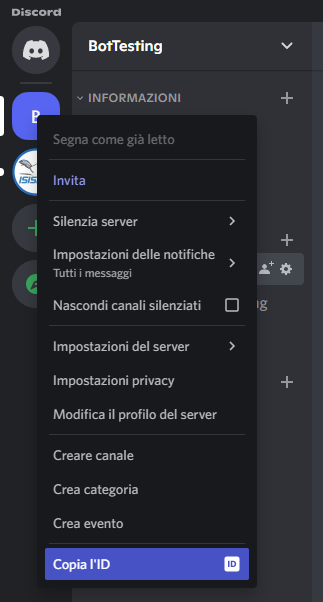 Discord
BotTesting
INFORMAZIONI
B
Segna come già letto
Invita
ISIS
Silenzia server
Impostazioni delle notifiche
Tutti i messaggi
Nascondi canali silenziati
Impostazioni del server
Impostazioni privacy
Modifica il profilo del server
Creare canale
Crea categoria
Crea evento
Copia l'ID
ID